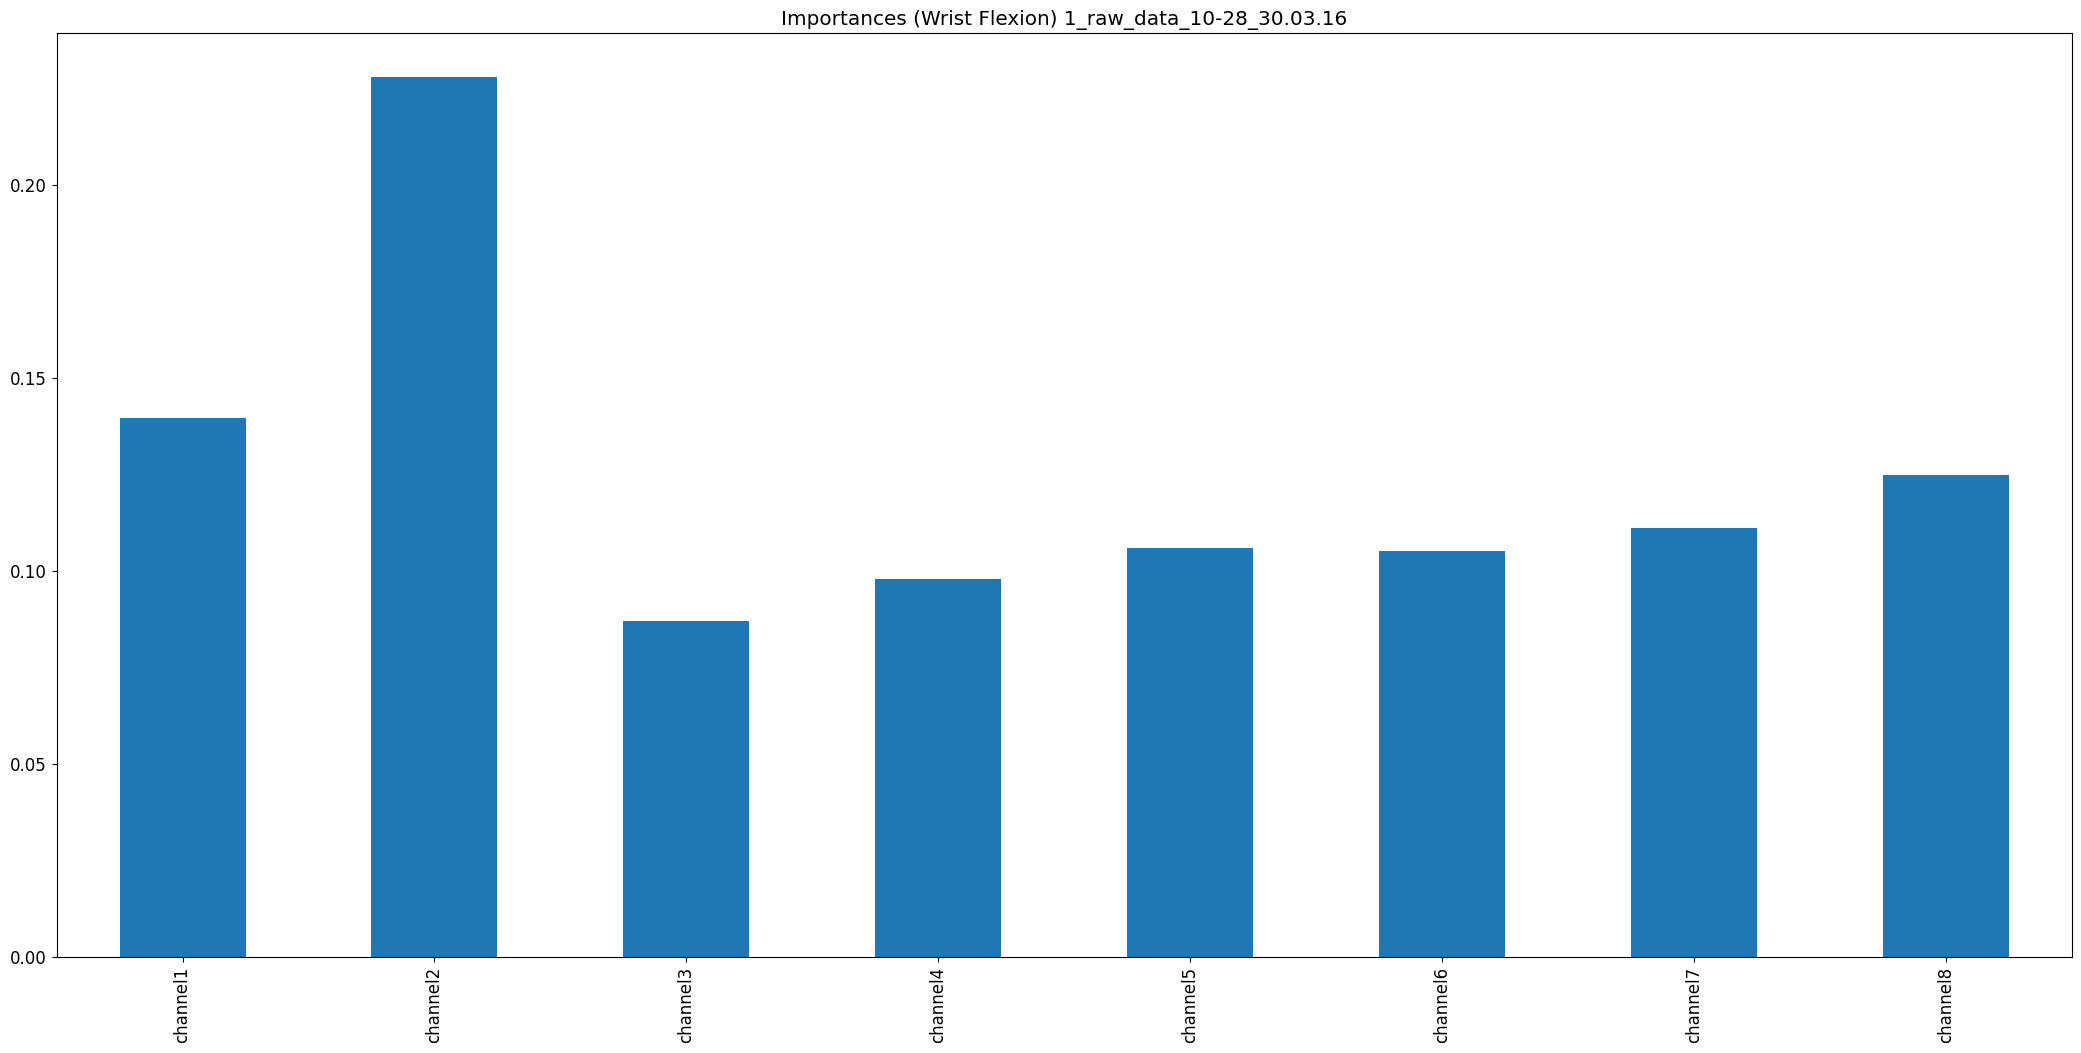 Importances (Wrist Flexion) 1_raw_data_10-28_30.03.16
0.20
0.15
0.10
0.05
0.00
channel1
channel2
channel3
channel4
channel5
channel6
channel7
channel8